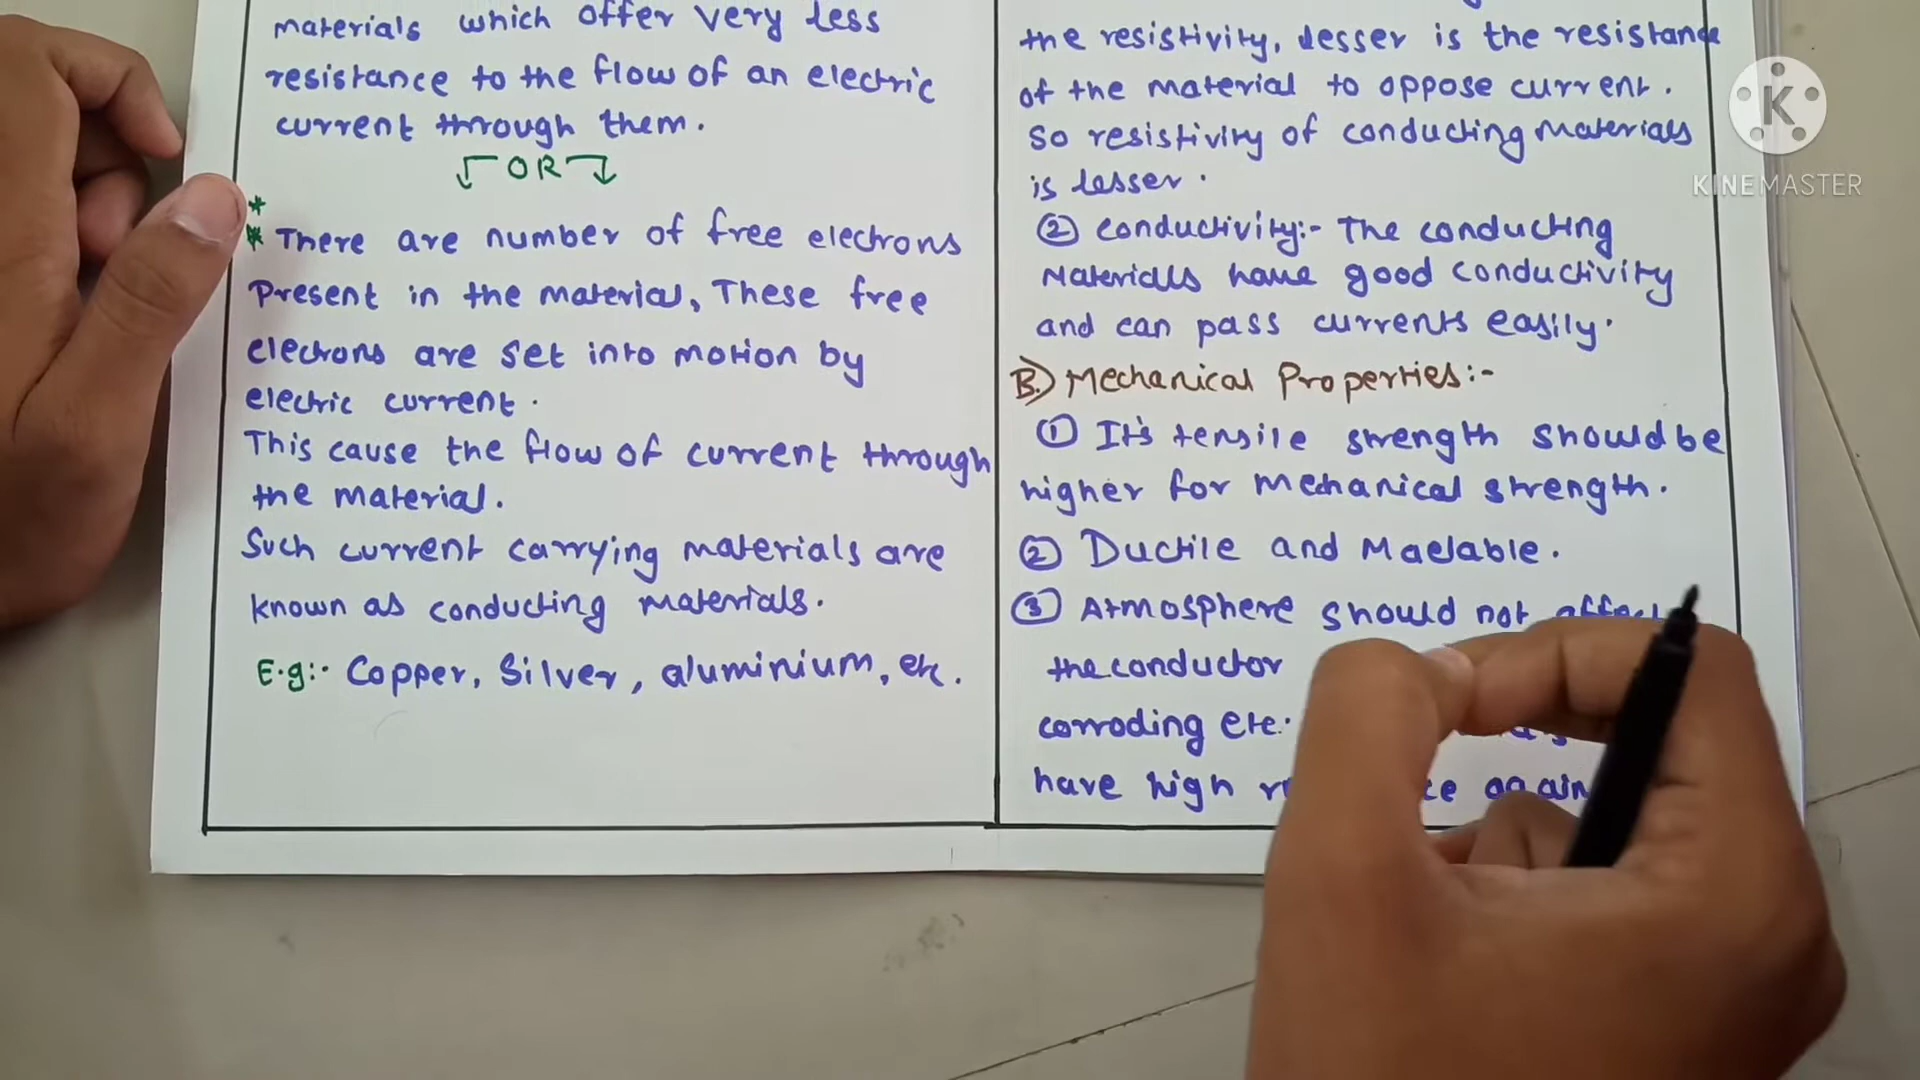 materials which offer very less
resistance to the flow of an electric
current through them.
OR
* There are number of free electrons
Present in the material, These free
electrons are set into motion by
electric current.
This cause the flow of current through
the material.
Such current carrying materials are
known as conducting materials.
E.g:- Copper, Silver, aluminium, etc.
the resistivity, lesser is the resistance
of the material to oppose current.
So resistivity of conducting materials
is lesser.
② Conductivity:- The conducting
Materials have good conductivity
and can pass currents easily.
B.) Mechanical Properties:-
① It's tensile strength should be
higher for mechanical strength.
② Ductile and Maelable.
③ Atmosphere should not affect
the conductor
corroding etc.
have high
KINEMASTER